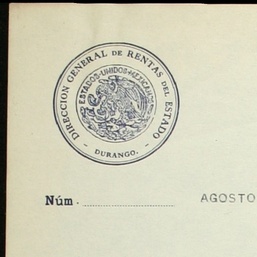 DIRECCION GENERAL DE RENTAS DEL ESTADO
ESTADOS·UNIDOS·MEXICANOS
- DURANGO. -
Núm. AGOSTO